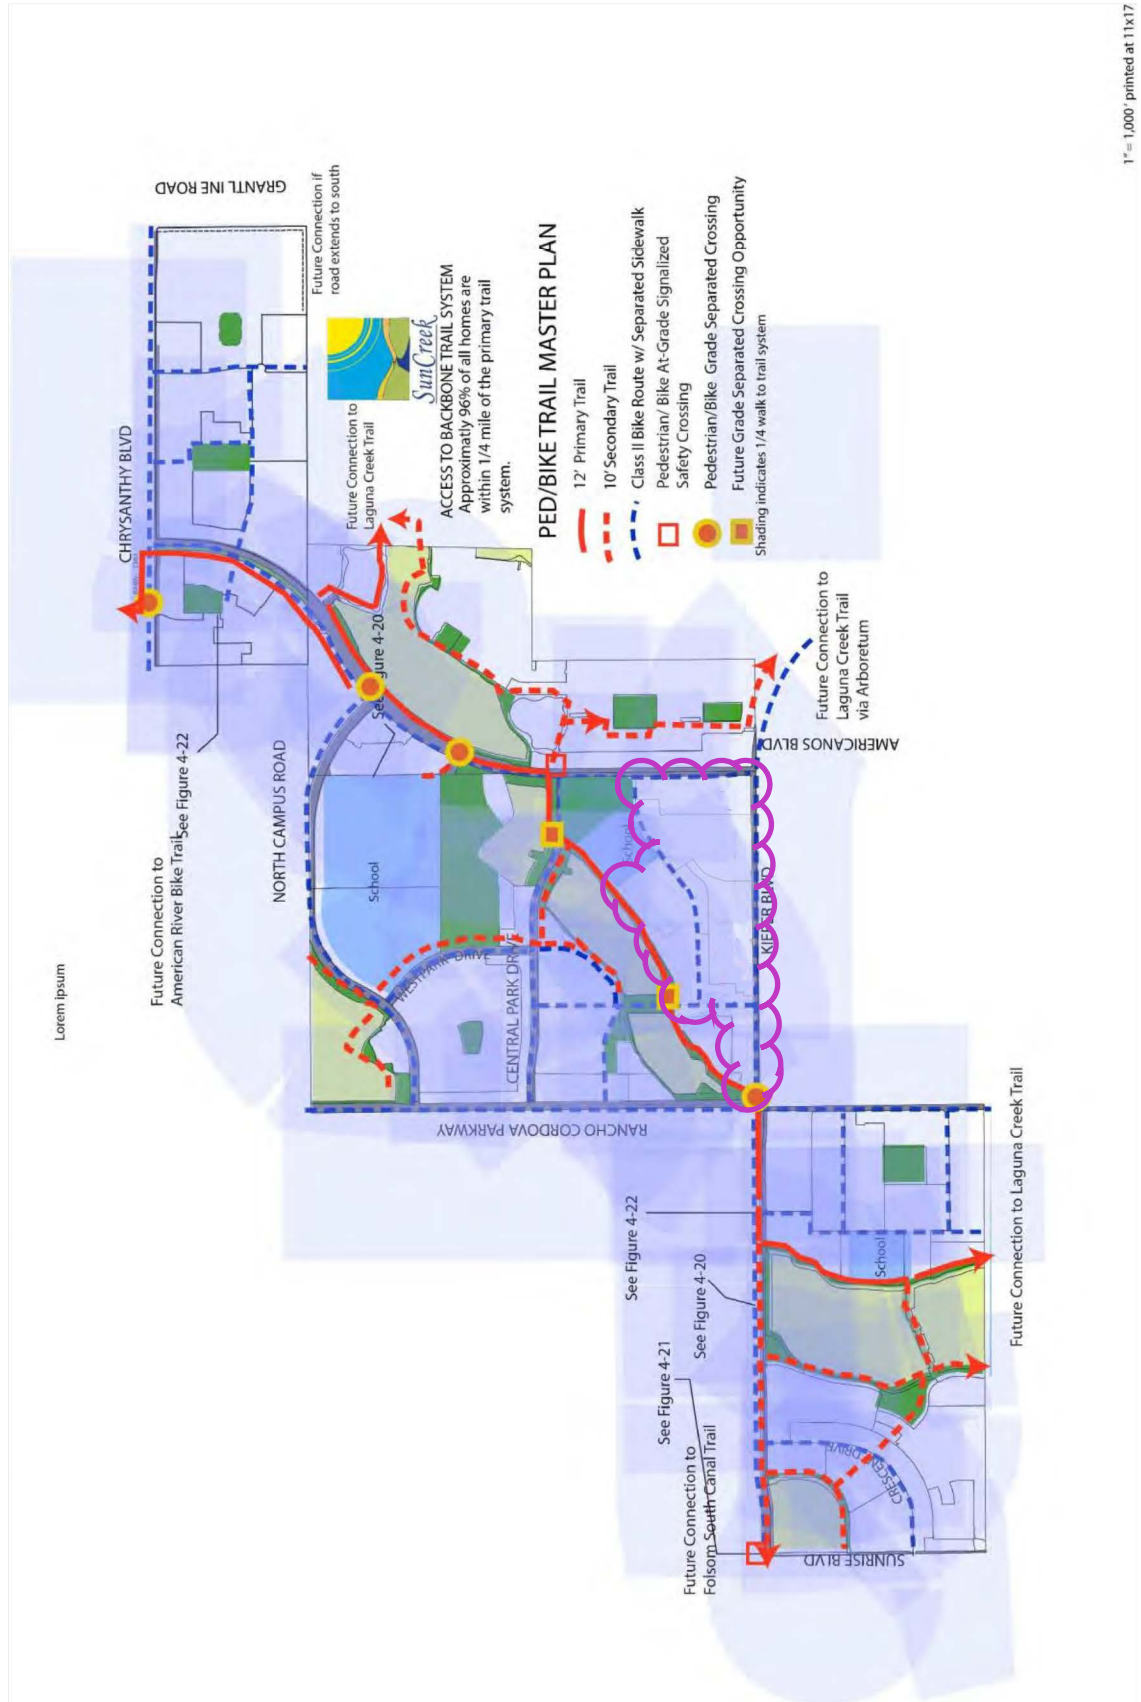 1" = 1,000' printed at 11x17
GRANTLINE ROAD
Future Connection if
road extends to south
CHRYSANTHY BLVD
SunCreek
Future Connection to
Laguna Creek Trail
ACCESS TO BACKBONE TRAIL SYSTEM
Approximatly 96% of all homes are
within 1/4 mile of the primary trail
system.
PED/BIKE TRAIL MASTER PLAN
12' Primary Trail
10' Secondary Trail
Class II Bike Route w/ Separated Sidewalk
Pedestrian/ Bike At-Grade Signalized
Safety Crossing
Pedestrian/Bike Grade Separated Crossing
Future Grade Separated Crossing Opportunity
Shading indicates 1/4 walk to trail system
See Figure 4-20
See Figure 4-22
Future Connection to
American River Bike Trail
NORTH CAMPUS ROAD
Future Connection to
Laguna Creek Trail
via Arboretum
AMERICANOS BLVD
School
School
KIEFER BLVD
WESTPARK DRIVE
CENTRAL PARK DRIVE
Lorem ipsum
RANCHO CORDOVA PARKWAY
See Figure 4-22
See Figure 4-20
See Figure 4-21
School
Future Connection to Laguna Creek Trail
Future Connection to
Folsom South Canal Trail
CRESCENT DRIVE
SUNRISE BLVD